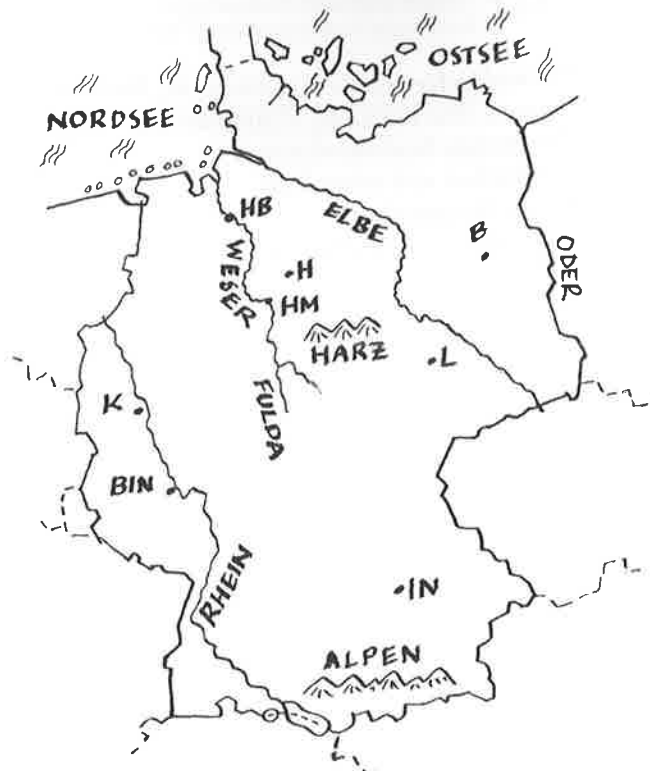 OSTSEE
NORDSEE
HB
ELBE
WESER
B
ODER
H
HM
HARZ
L
FULDA
K
BIN
RHEIN
IN
ALPEN